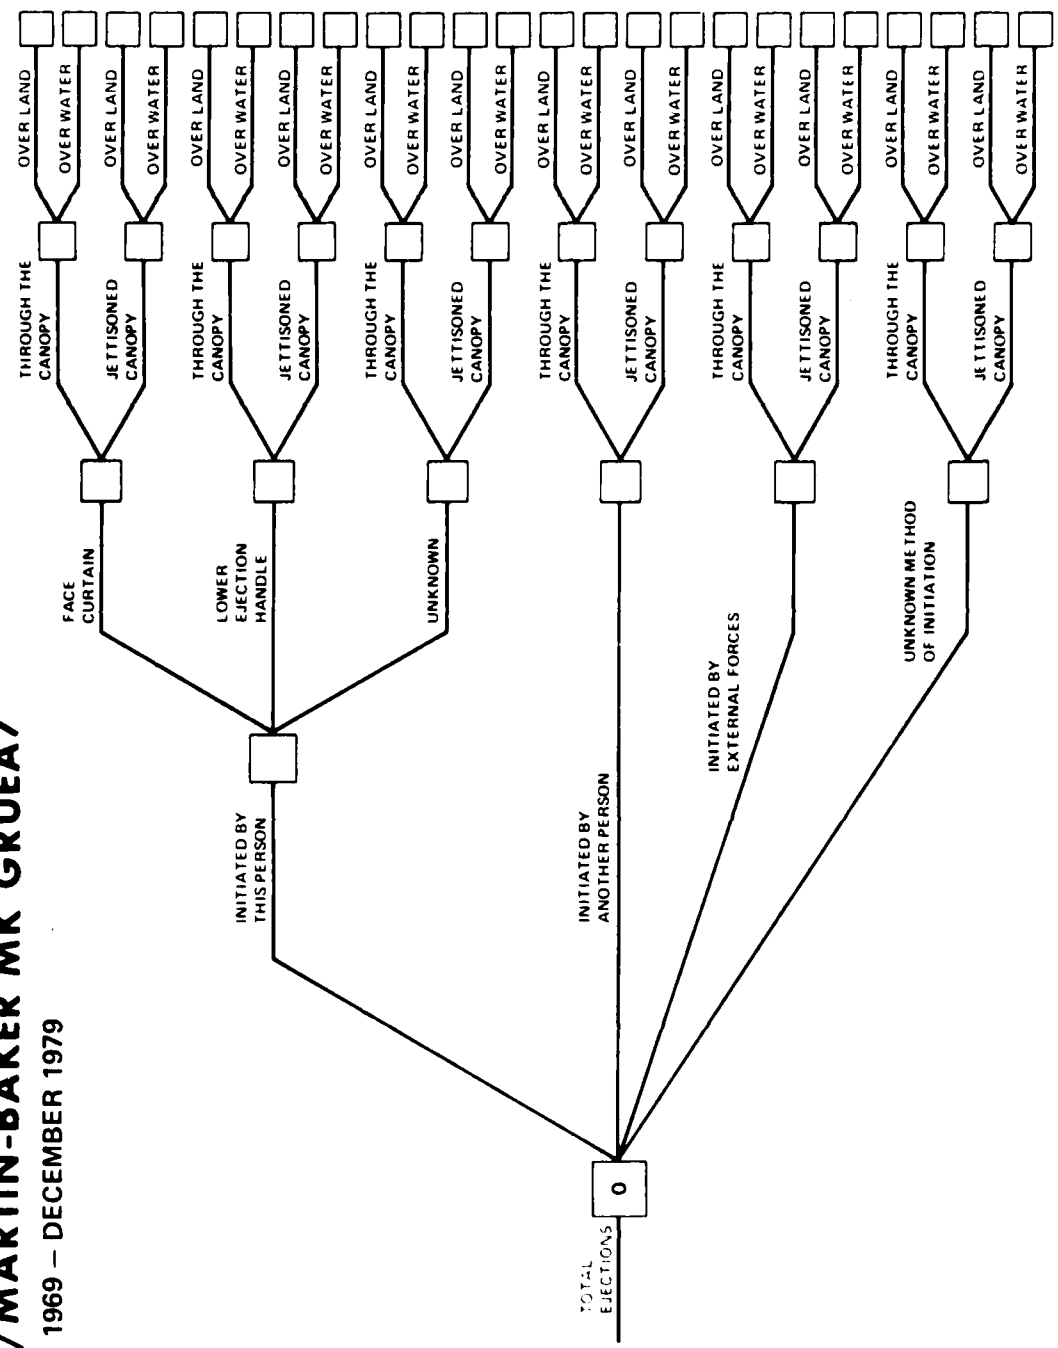 /MARTIN-BAKER MK GRUEA7
1969 – DECEMBER 1979
TOTAL
EJECTIONS
0
INITIATED BY
THIS PERSON
INITIATED BY
ANOTHER PERSON
INITIATED BY
EXTERNAL FORCES
UNKNOWN METHOD
OF INITIATION
FACE
CURTAIN
LOWER
EJECTION
HANDLE
UNKNOWN
THROUGH THE
CANOPY
JETTISONED
CANOPY
THROUGH THE
CANOPY
JETTISONED
CANOPY
THROUGH THE
CANOPY
JETTISONED
CANOPY
THROUGH THE
CANOPY
JETTISONED
CANOPY
THROUGH THE
CANOPY
JETTISONED
CANOPY
THROUGH THE
CANOPY
JETTISONED
CANOPY
OVER LAND
OVER WATER
OVER LAND
OVER WATER
OVER LAND
OVER WATER
OVER LAND
OVER WATER
OVER LAND
OVER WATER
OVER LAND
OVER WATER
OVER LAND
OVER WATER
OVER LAND
OVER WATER
OVER LAND
OVER WATER
OVER LAND
OVER WATER
OVER LAND
OVER WATER
OVER LAND
OVER WATER